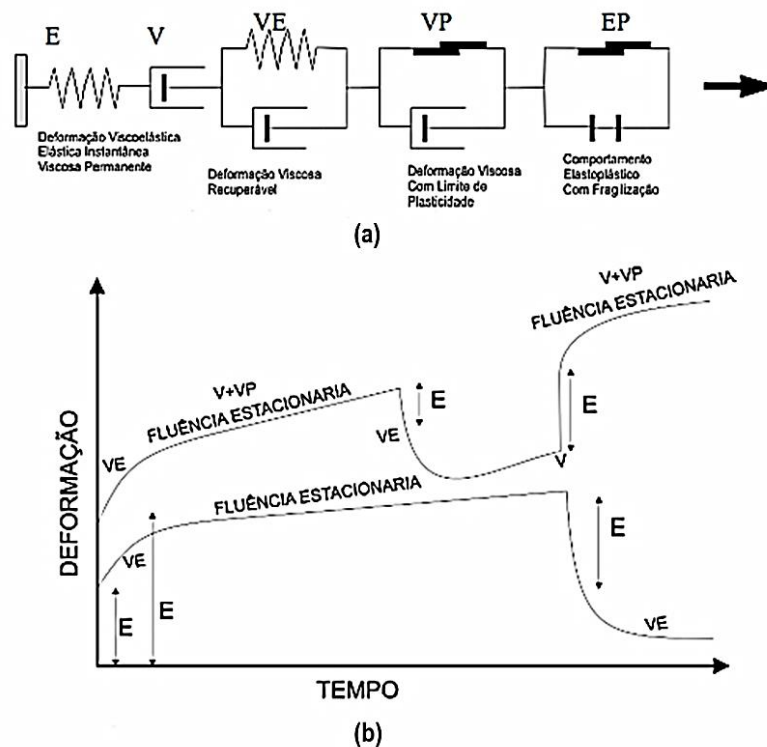 E
V
VE
VP
EP
Deformação Viscoelástica
Elástica Instantânea
Viscosa Permanente
Deformação Viscosa
Recuperável
Deformação Viscosa
Com Limite de
Plasticidade
Comportamento
Elastoplástico
Com Fragilização
(a)
V+VP
FLUÊNCIA ESTACIONARIA
V+VP
FLUÊNCIA ESTACIONARIA
E
E
VE
VE
V
FLUÊNCIA ESTACIONARIA
VE
E
E
E
VE
DEFORMAÇÃO
TEMPO
(b)